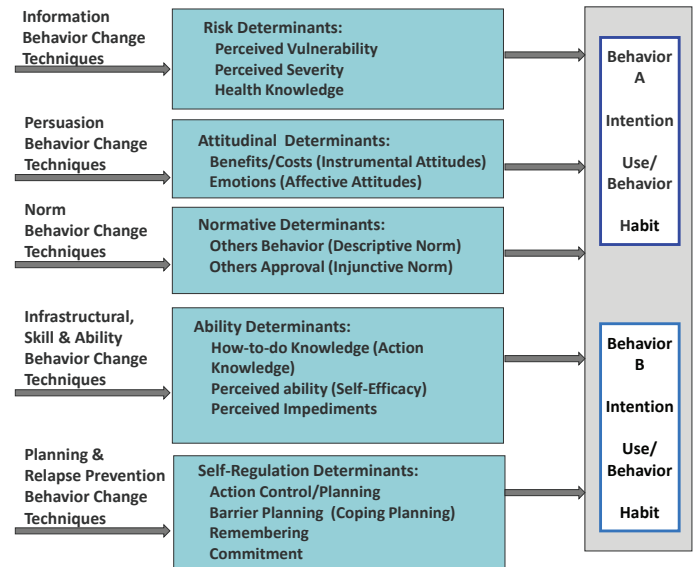 Information
Behavior Change
Techniques
Risk Determinants:
Perceived Vulnerability
Perceived Severity
Health Knowledge
Persuasion
Behavior Change
Techniques
Attitudinal Determinants:
Benefits/Costs (Instrumental Attitudes)
Emotions (Affective Attitudes)
Norm
Behavior Change
Techniques
Normative Determinants:
Others Behavior (Descriptive Norm)
Others Approval (Injunctive Norm)
Infrastructural,
Skill & Ability
Behavior Change
Techniques
Ability Determinants:
How-to-do Knowledge (Action
Knowledge)
Perceived ability (Self-Efficacy)
Perceived Impediments
Planning &
Relapse Prevention
Behavior Change
Techniques
Self-Regulation Determinants:
Action Control/Planning
Barrier Planning (Coping Planning)
Remembering
Commitment
Behavior
A
Intention
Use/
Behavior
Habit
Behavior
B
Intention
Use/
Behavior
Habit